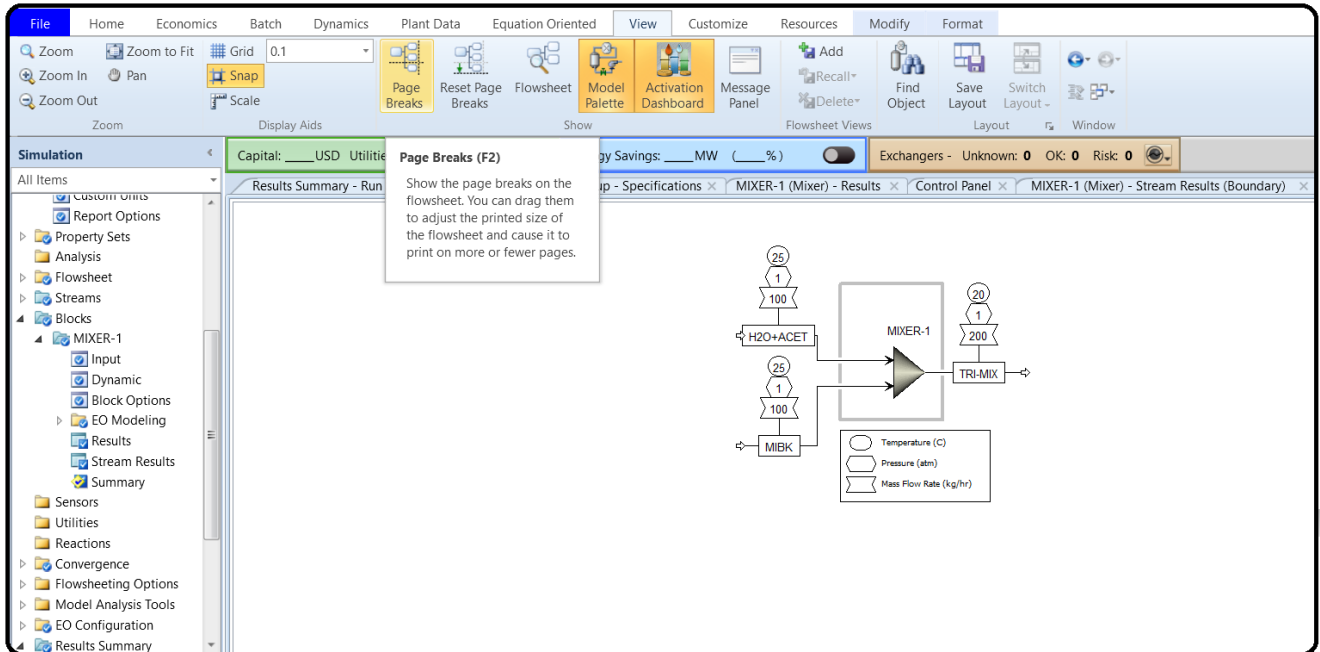 File Home Economics Batch Dynamics Plant Data Equation Oriented View Customize Resources Modify Format
Zoom Zoom to Fit Grid 0.1
Zoom In Pan Snap
Zoom Out Scale
Page Breaks
Reset Page Breaks
Flowsheet
Model Palette
Activation Dashboard
Message Panel
Add
Recall
Delete
Find Object
Save Layout
Switch Layout
Zoom Display Aids Show Flowsheet Views Layout Window
Simulation
All Items
Capital: ____USD Utilitie
gy Savings: ____MW (____%)
Exchangers - Unknown: 0 OK: 0 Risk: 0
Results Summary - Run
up - Specifications
MIXER-1 (Mixer) - Results
Control Panel
MIXER-1 (Mixer) - Stream Results (Boundary)
Page Breaks (F2)
Show the page breaks on the
flowsheet. You can drag them
to adjust the printed size of
the flowsheet and cause it to
print on more or fewer pages.
Custom Units
Report Options
Property Sets
Analysis
Flowsheet
Streams
Blocks
MIXER-1
Input
Dynamic
Block Options
EO Modeling
Results
Stream Results
Summary
Sensors
Utilities
Reactions
Convergence
Flowsheeting Options
Model Analysis Tools
EO Configuration
Results Summary
25
1
100
H2O+ACET
25
1
100
MIBK
MIXER-1
20
1
200
TRI-MIX
Temperature (C)
Pressure (atm)
Mass Flow Rate (kg/hr)